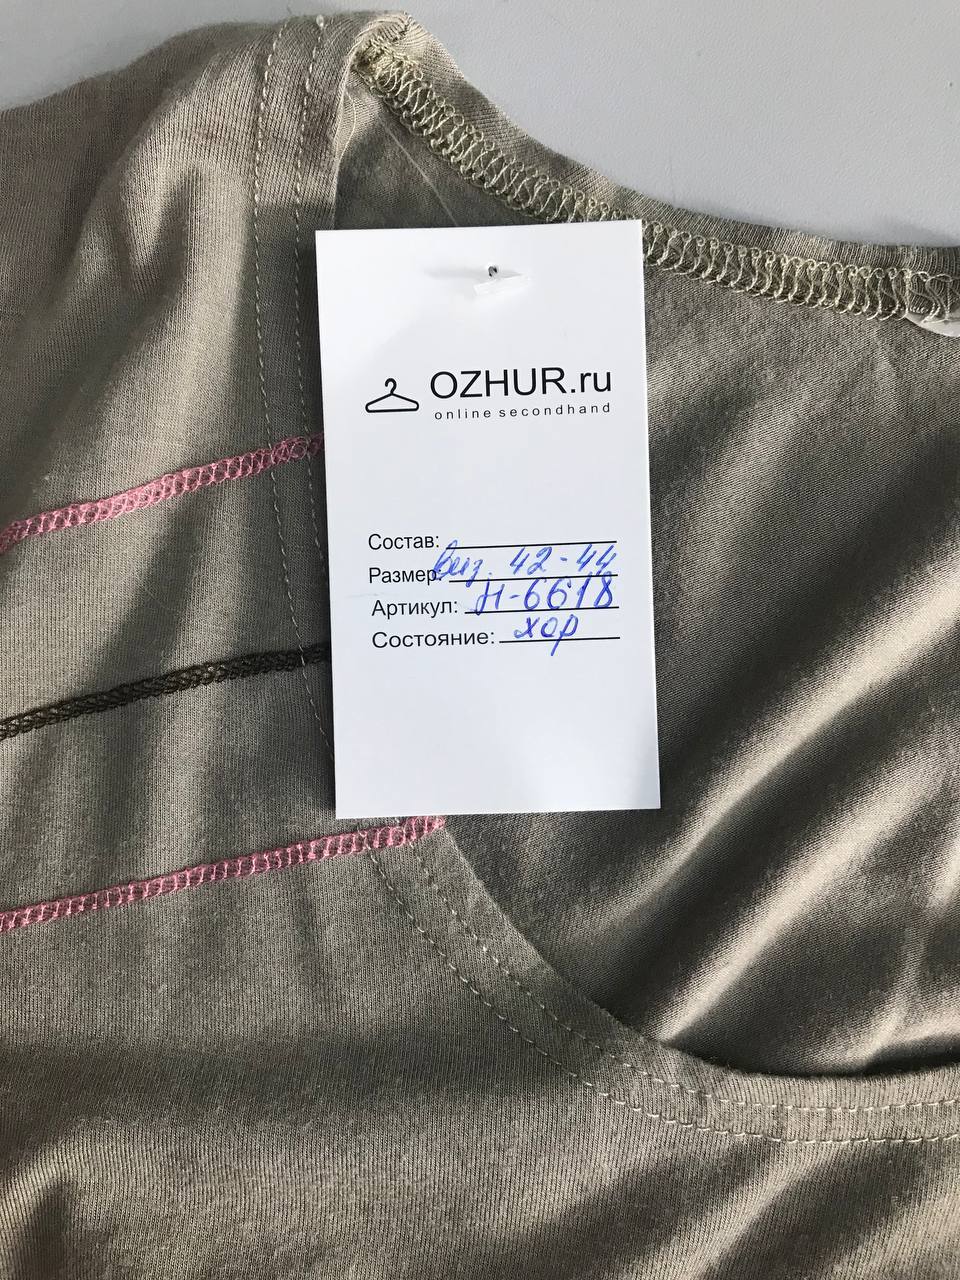 OZHUR.ru
online secondhand
Состав:
Размер: виз. 42-44
Артикул: Н-6618
Состояние: хор